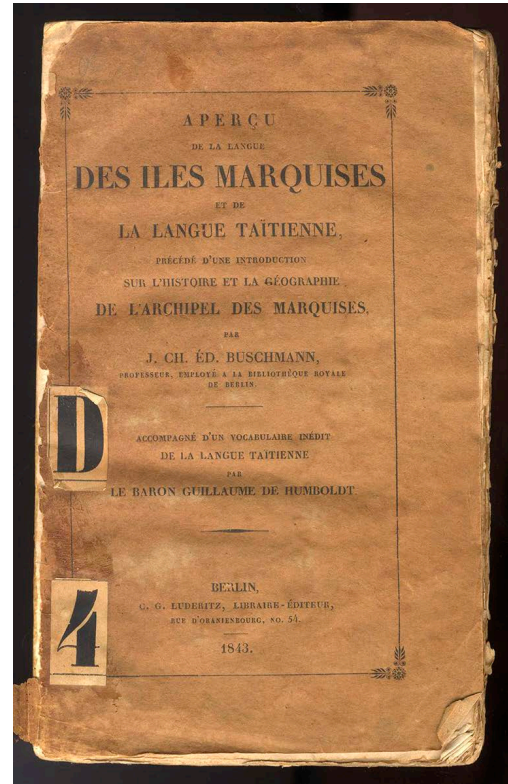 APERÇU
DE LA LANGUE
DES ILES MARQUISES
ET DE
LA LANGUE TAÏTIENNE,
PRÉCÉDÉ D'UNE INTRODUCTION
SUR L'HISTOIRE ET LA GÉOGRAPHIE
DE L'ARCHIPEL DES MARQUISES,
PAR
J. CH. ÉD. BUSCHMANN,
PROFESSEUR, EMPLOYÉ A LA BIBLIOTHÈQUE ROYALE
DE BERLIN.
D
ACCOMPAGNÉ D'UN VOCABULAIRE INÉDIT
DE LA LANGUE TAÏTIENNE
PAR
LE BARON GUILLAUME DE HUMBOLDT.
4
BERLIN,
C. G. LUDERITZ, LIBRAIRE-ÉDITEUR,
RUE D'ORANIENBOURG, NO. 54.
1843.